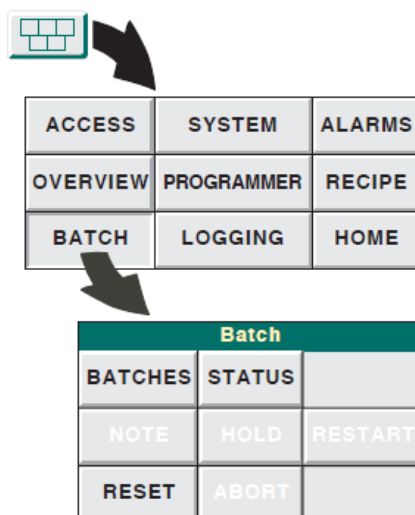 ACCESS SYSTEM ALARMS
OVERVIEW PROGRAMMER RECIPE
BATCH LOGGING HOME
Batch
BATCHES STATUS
NOTE HOLD RESTART
RESET ABORT